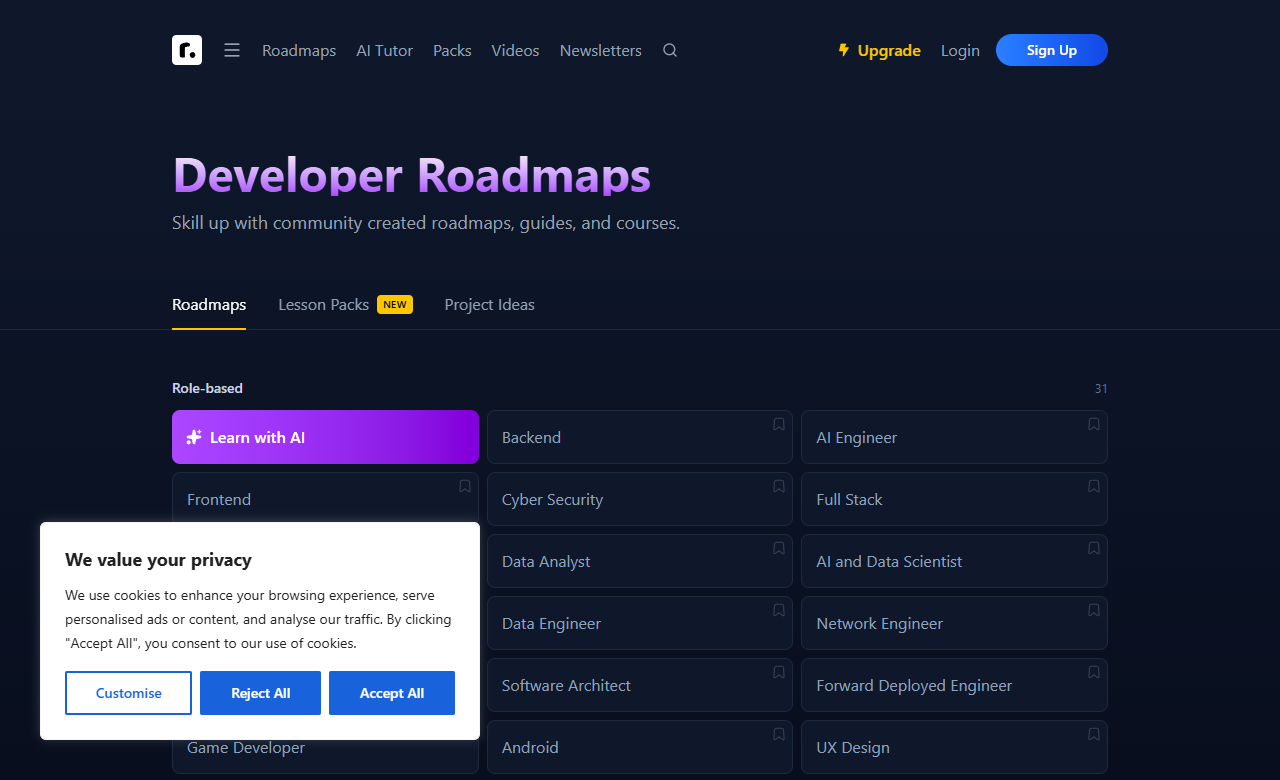 r.
Roadmaps AI Tutor Packs Videos Newsletters
Upgrade Login Sign Up
Developer Roadmaps
Skill up with community created roadmaps, guides, and courses.
Roadmaps Lesson Packs NEW Project Ideas
Role-based 31
Learn with AI Backend AI Engineer
Frontend Cyber Security Full Stack
Data Analyst AI and Data Scientist
Data Engineer Network Engineer
Software Architect Forward Deployed Engineer
Game Developer Android UX Design
We value your privacy
We use cookies to enhance your browsing experience, serve
personalised ads or content, and analyse our traffic. By clicking
"Accept All", you consent to our use of cookies.
Customise Reject All Accept All